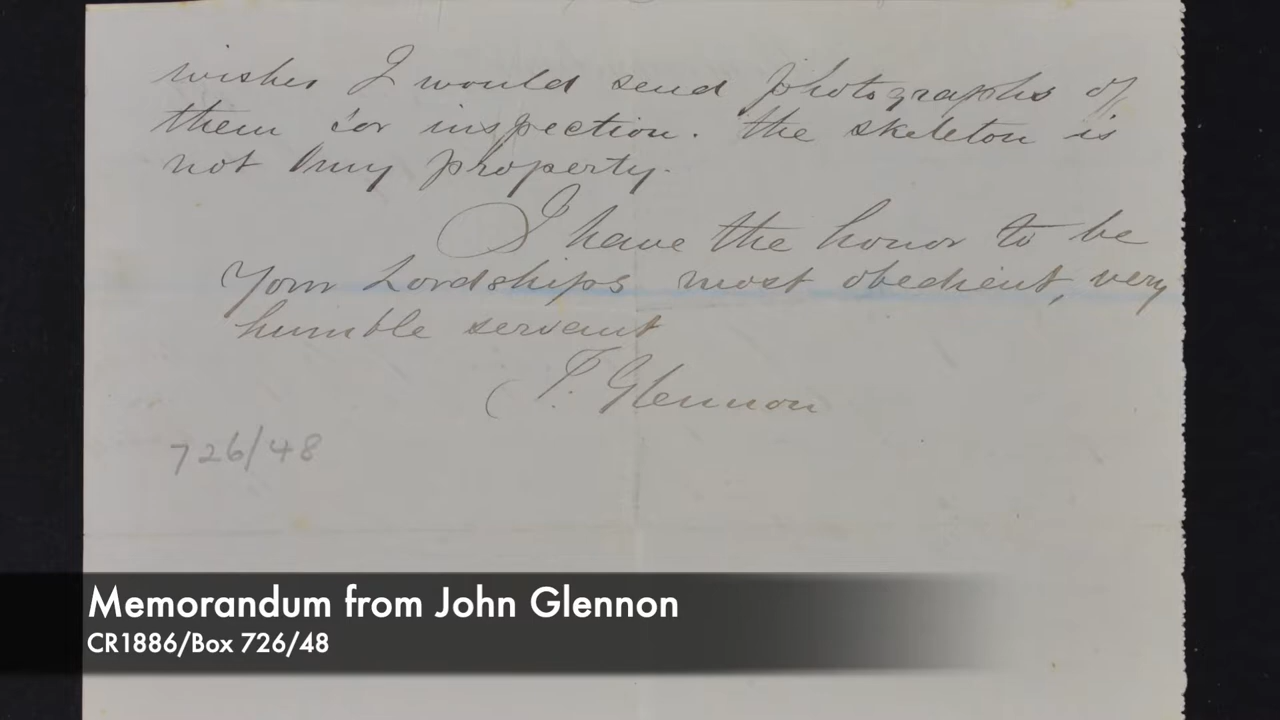 wishes I would send photographs of
them for inspection. The skeleton is
not my property.
I have the honor to be
Your Lordships most obedient, very
humble servant
Glennon
726/48
Memorandum from John Glennon
CR1886/Box 726/48